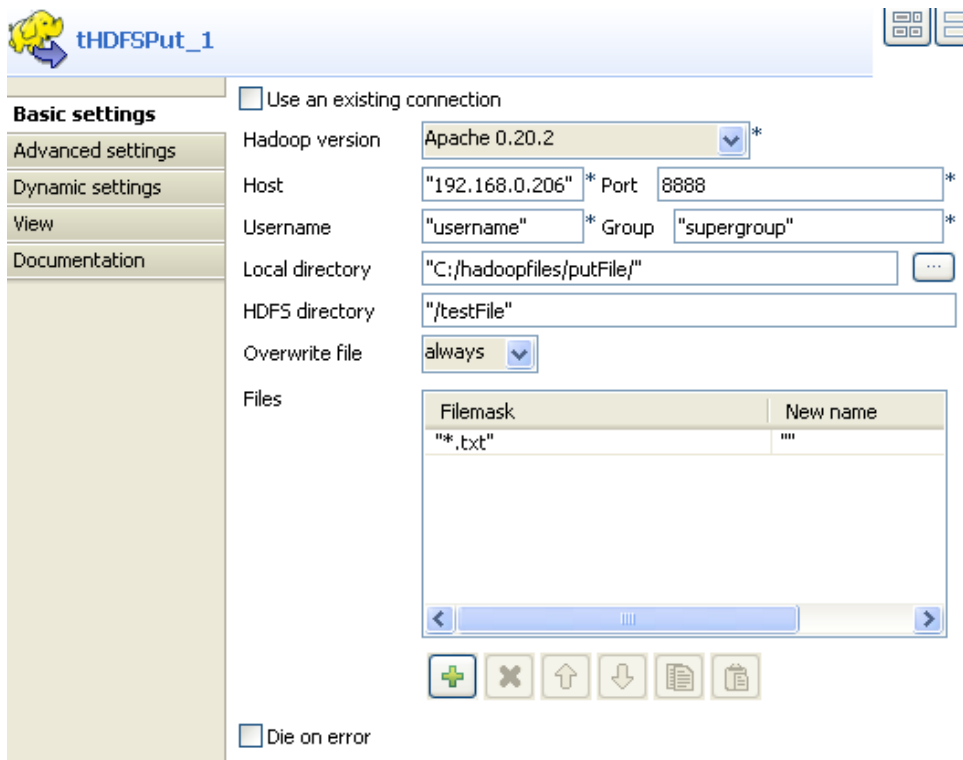 tHDFSPut_1
Basic settings
Advanced settings
Dynamic settings
View
Documentation
Use an existing connection
Hadoop version Apache 0.20.2 *
Host "192.168.0.206" * Port 8888 *
Username "username" * Group "supergroup" *
Local directory "C:/hadoopfiles/putFile/" ...
HDFS directory "/testFile"
Overwrite file always
Files
Filemask New name
"*.txt" ""
Die on error